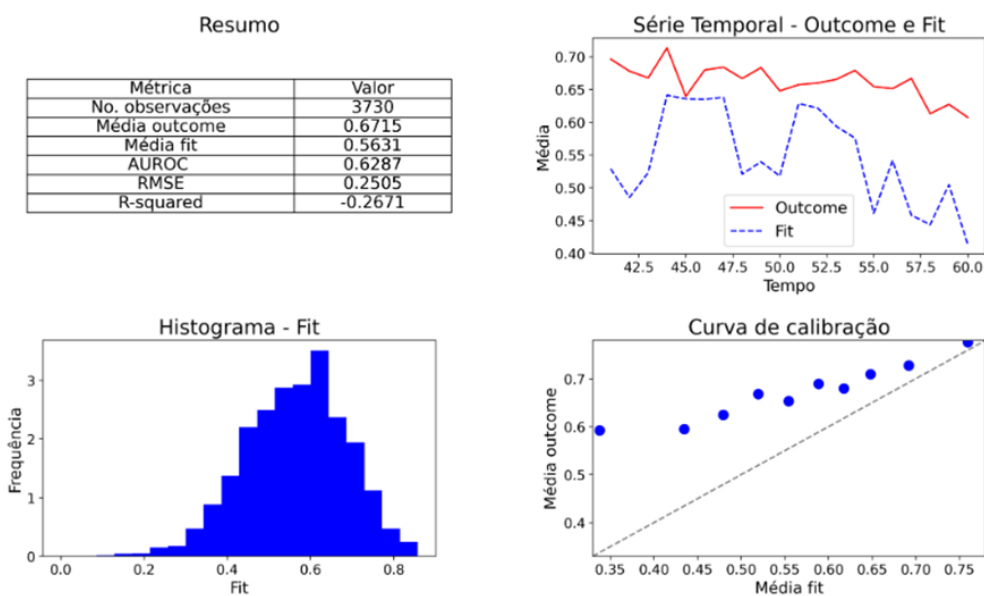 Resumo
Métrica Valor
No. observações 3730
Média outcome 0.6715
Média fit 0.5631
AUROC 0.6287
RMSE 0.2505
R-squared -0.2671
Série Temporal - Outcome e Fit
Média
0.70
0.65
0.60
0.55
0.50
0.45
0.40
Outcome
Fit
42.5 45.0 47.5 50.0 52.5 55.0 57.5 60.0
Tempo
Histograma - Fit
Frequência
3
2
1
0
0.0 0.2 0.4 0.6 0.8
Fit
Curva de calibração
Média outcome
0.7
0.6
0.5
0.4
0.35 0.40 0.45 0.50 0.55 0.60 0.65 0.70 0.75
Média fit